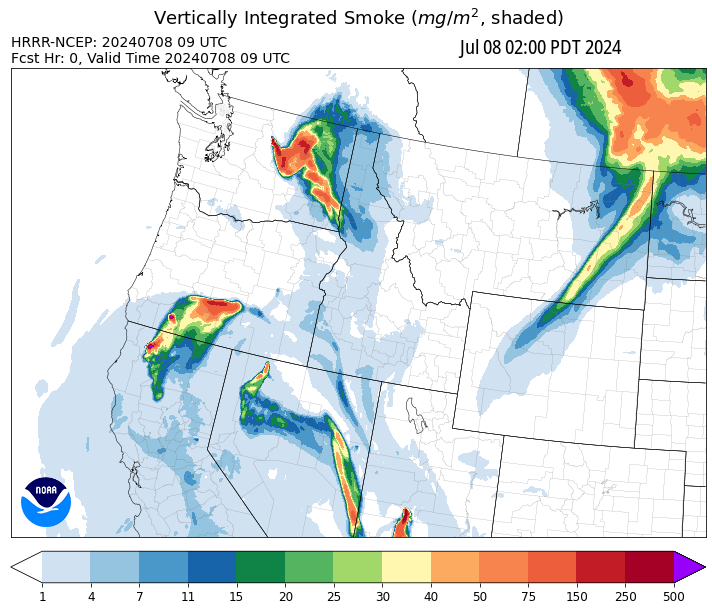 Vertically Integrated Smoke (mg/m², shaded)
HRRR-NCEP: 20240708 09 UTC
Jul 08 02:00 PDT 2024
Fcst Hr: 0, Valid Time 20240708 09 UTC
NOAA
1 4 7 11 15 20 25 30 40 50 75 150 250 500